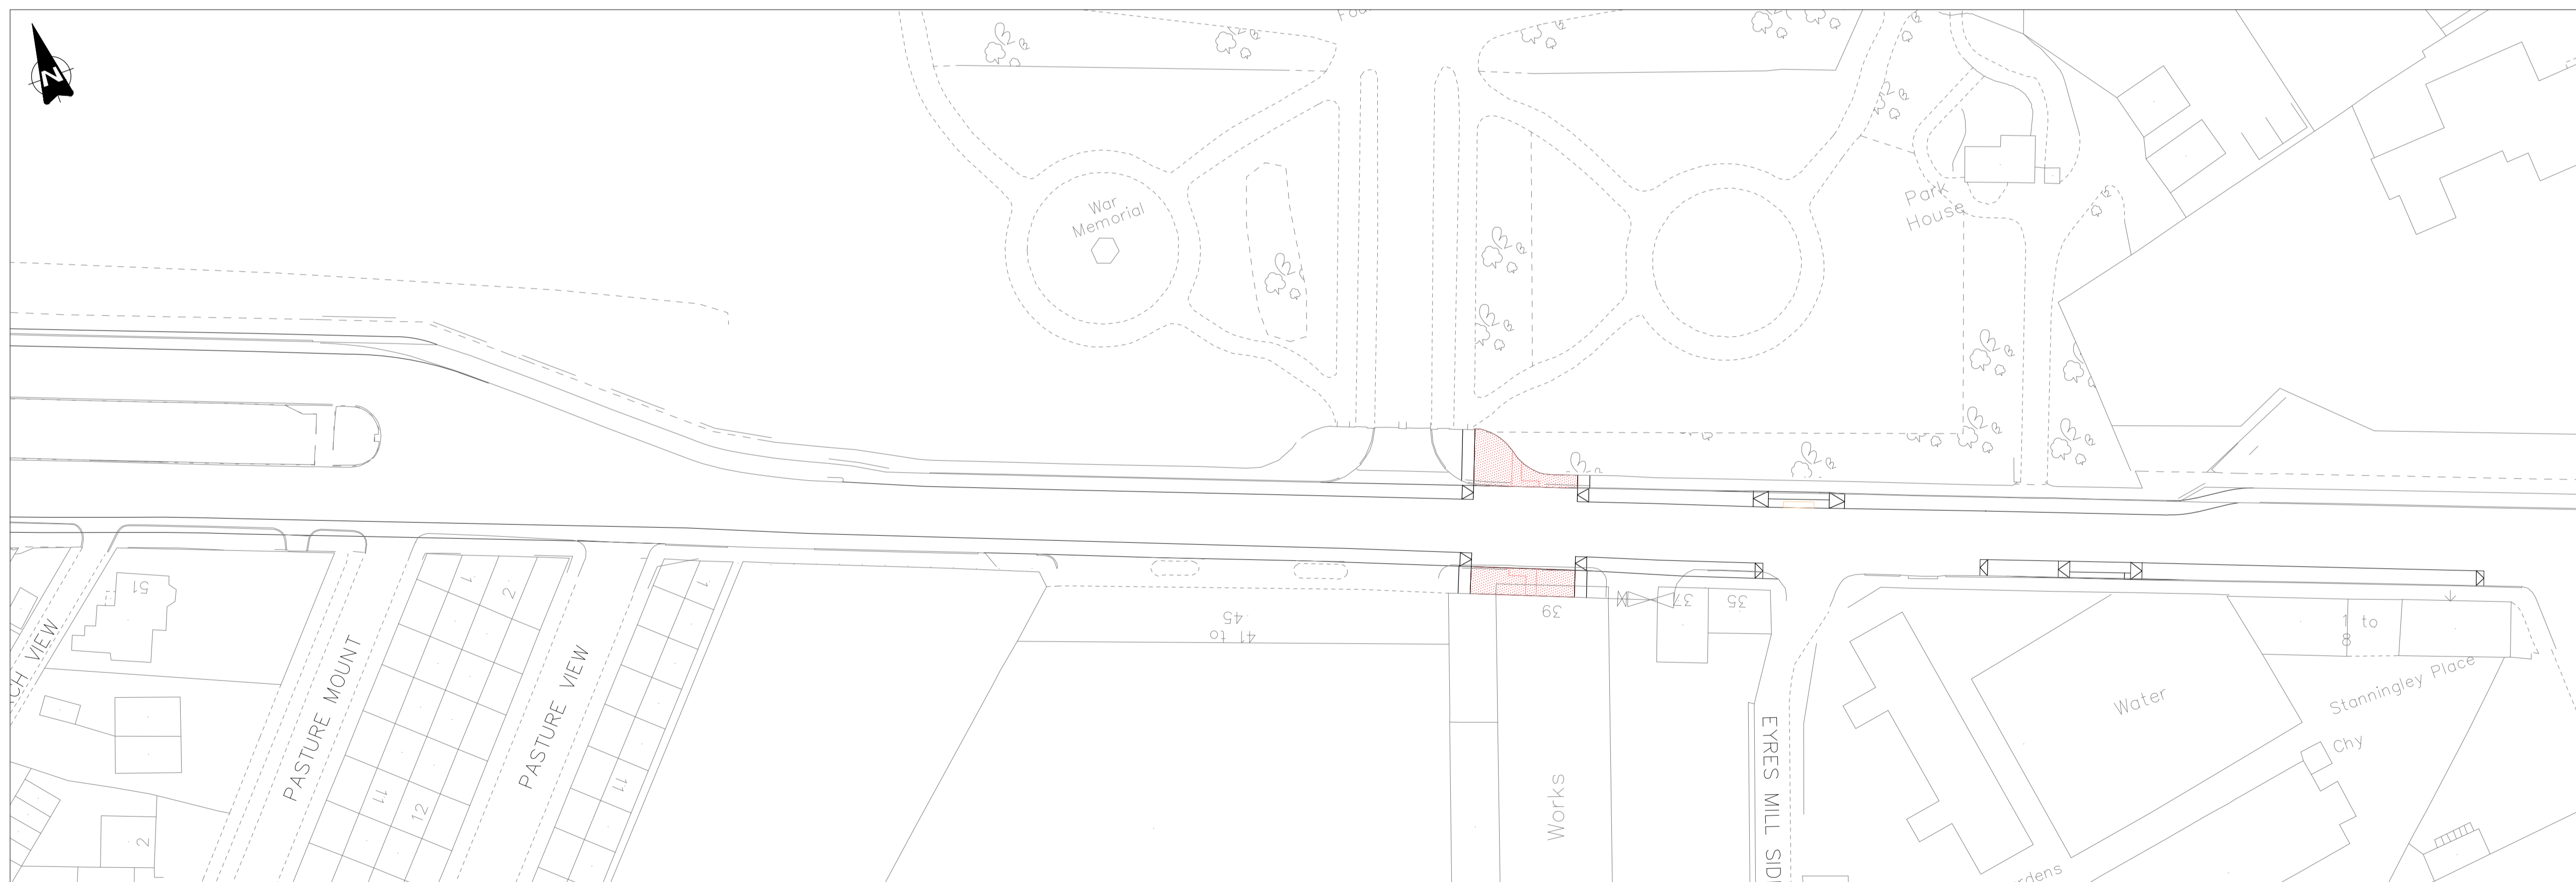 N
War
Memorial
Park
House
51
1
2
1
45
41 to
39
37
35
1 to
8
VIEW
PASTURE MOUNT
PASTURE VIEW
11
12
11
2
Works
EYRES MILL
Water
Stanningley Place
Chy